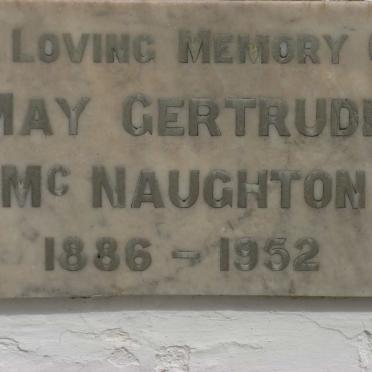 LOVING MEMORY
MAY GERTRUDE
Mc NAUGHTON
1886 - 1952